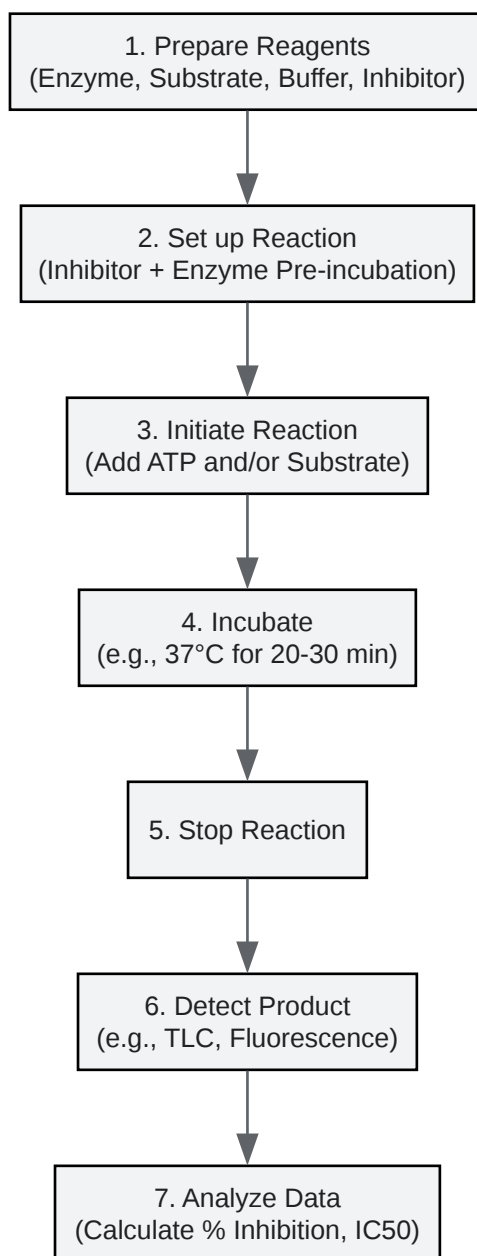 1. Prepare Reagents
(Enzyme, Substrate, Buffer, Inhibitor)
2. Set up Reaction
(Inhibitor + Enzyme Pre-incubation)
3. Initiate Reaction
(Add ATP and/or Substrate)
4. Incubate
(e.g., 37°C for 20-30 min)
5. Stop Reaction
6. Detect Product
(e.g., TLC, Fluorescence)
7. Analyze Data
(Calculate % Inhibition, IC50)